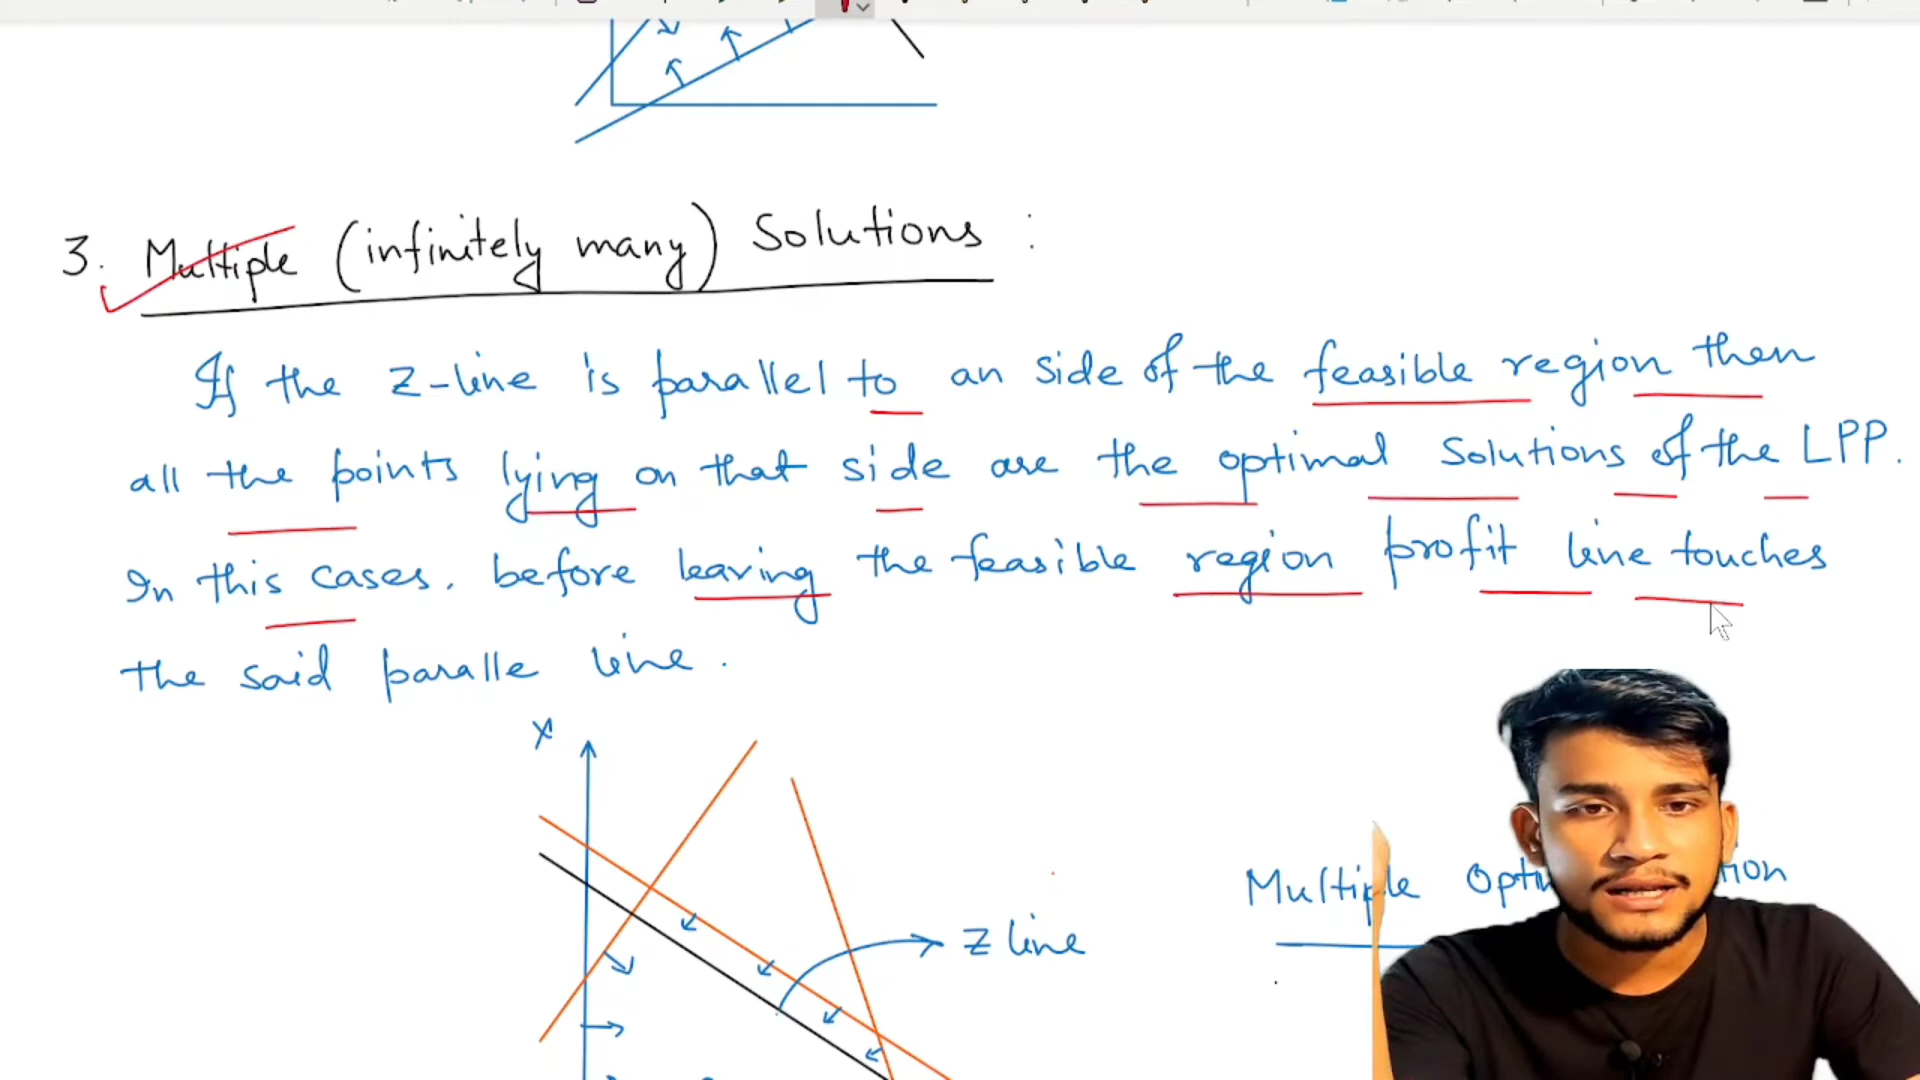 3. Multiple (infinitely many) Solutions :
If the z-line is parallel to an side of the feasible region then
all the points lying on that side are the optimal solutions of the LPP.
In this cases, before leaving the feasible region profit line touches
the said paralle line.
X
Multiple
z line